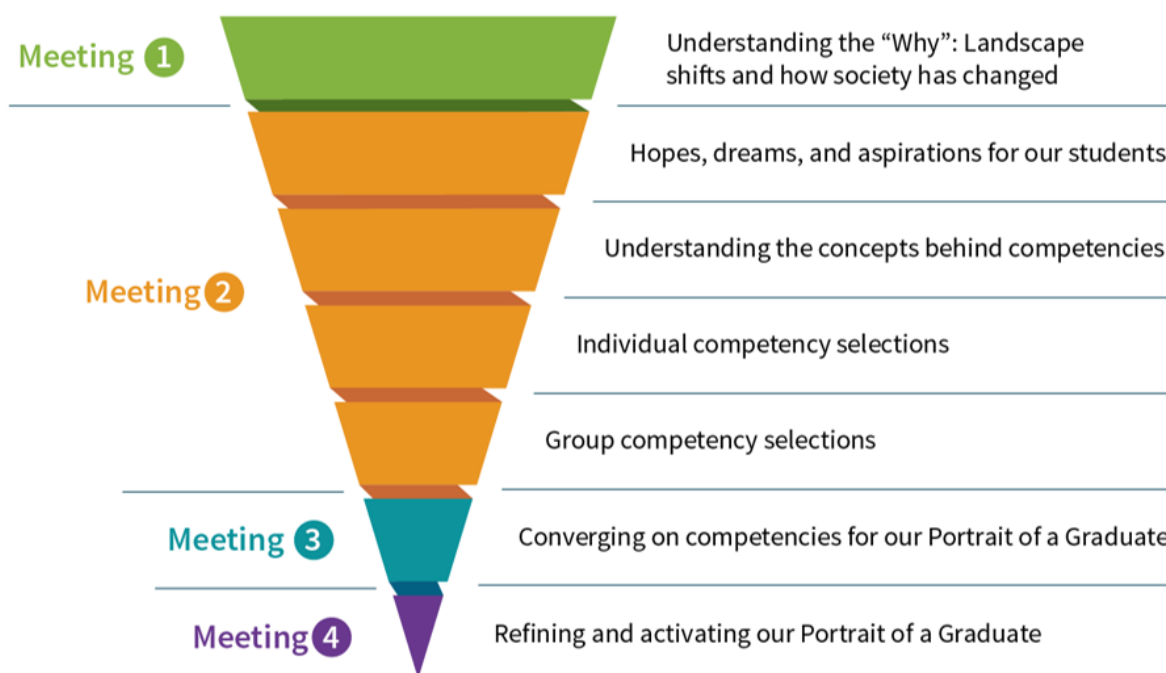 Meeting 1
Understanding the “Why”: Landscape
shifts and how society has changed
Hopes, dreams, and aspirations for our students
Understanding the concepts behind competencies
Meeting 2
Individual competency selections
Group competency selections
Meeting 3
Converging on competencies for our Portrait of a Graduate
Meeting 4
Refining and activating our Portrait of a Graduate